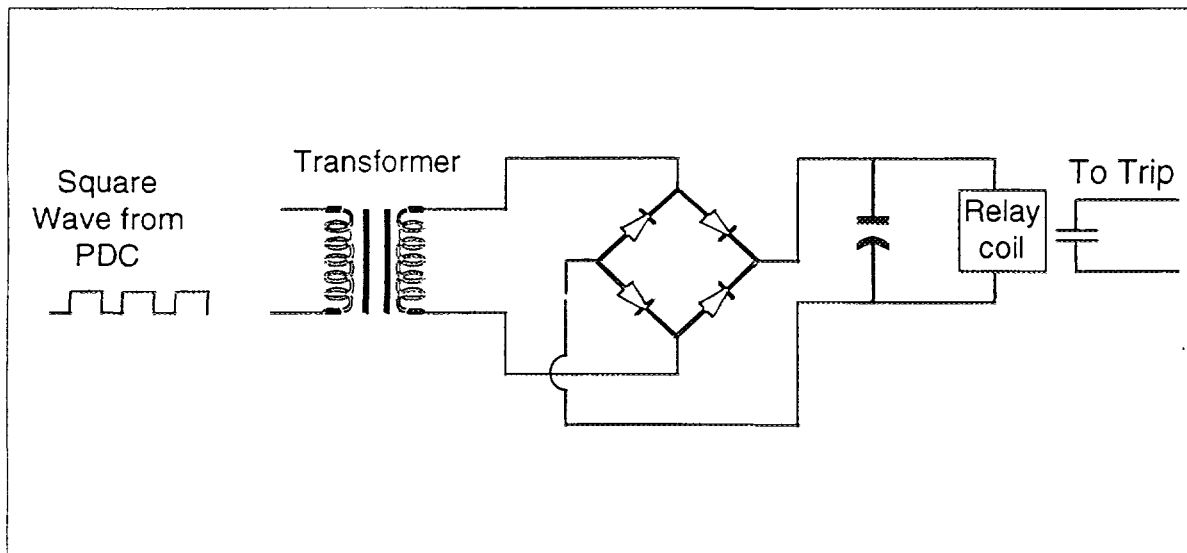 Square
Wave from
PDC
Transformer
Relay
coil
To Trip